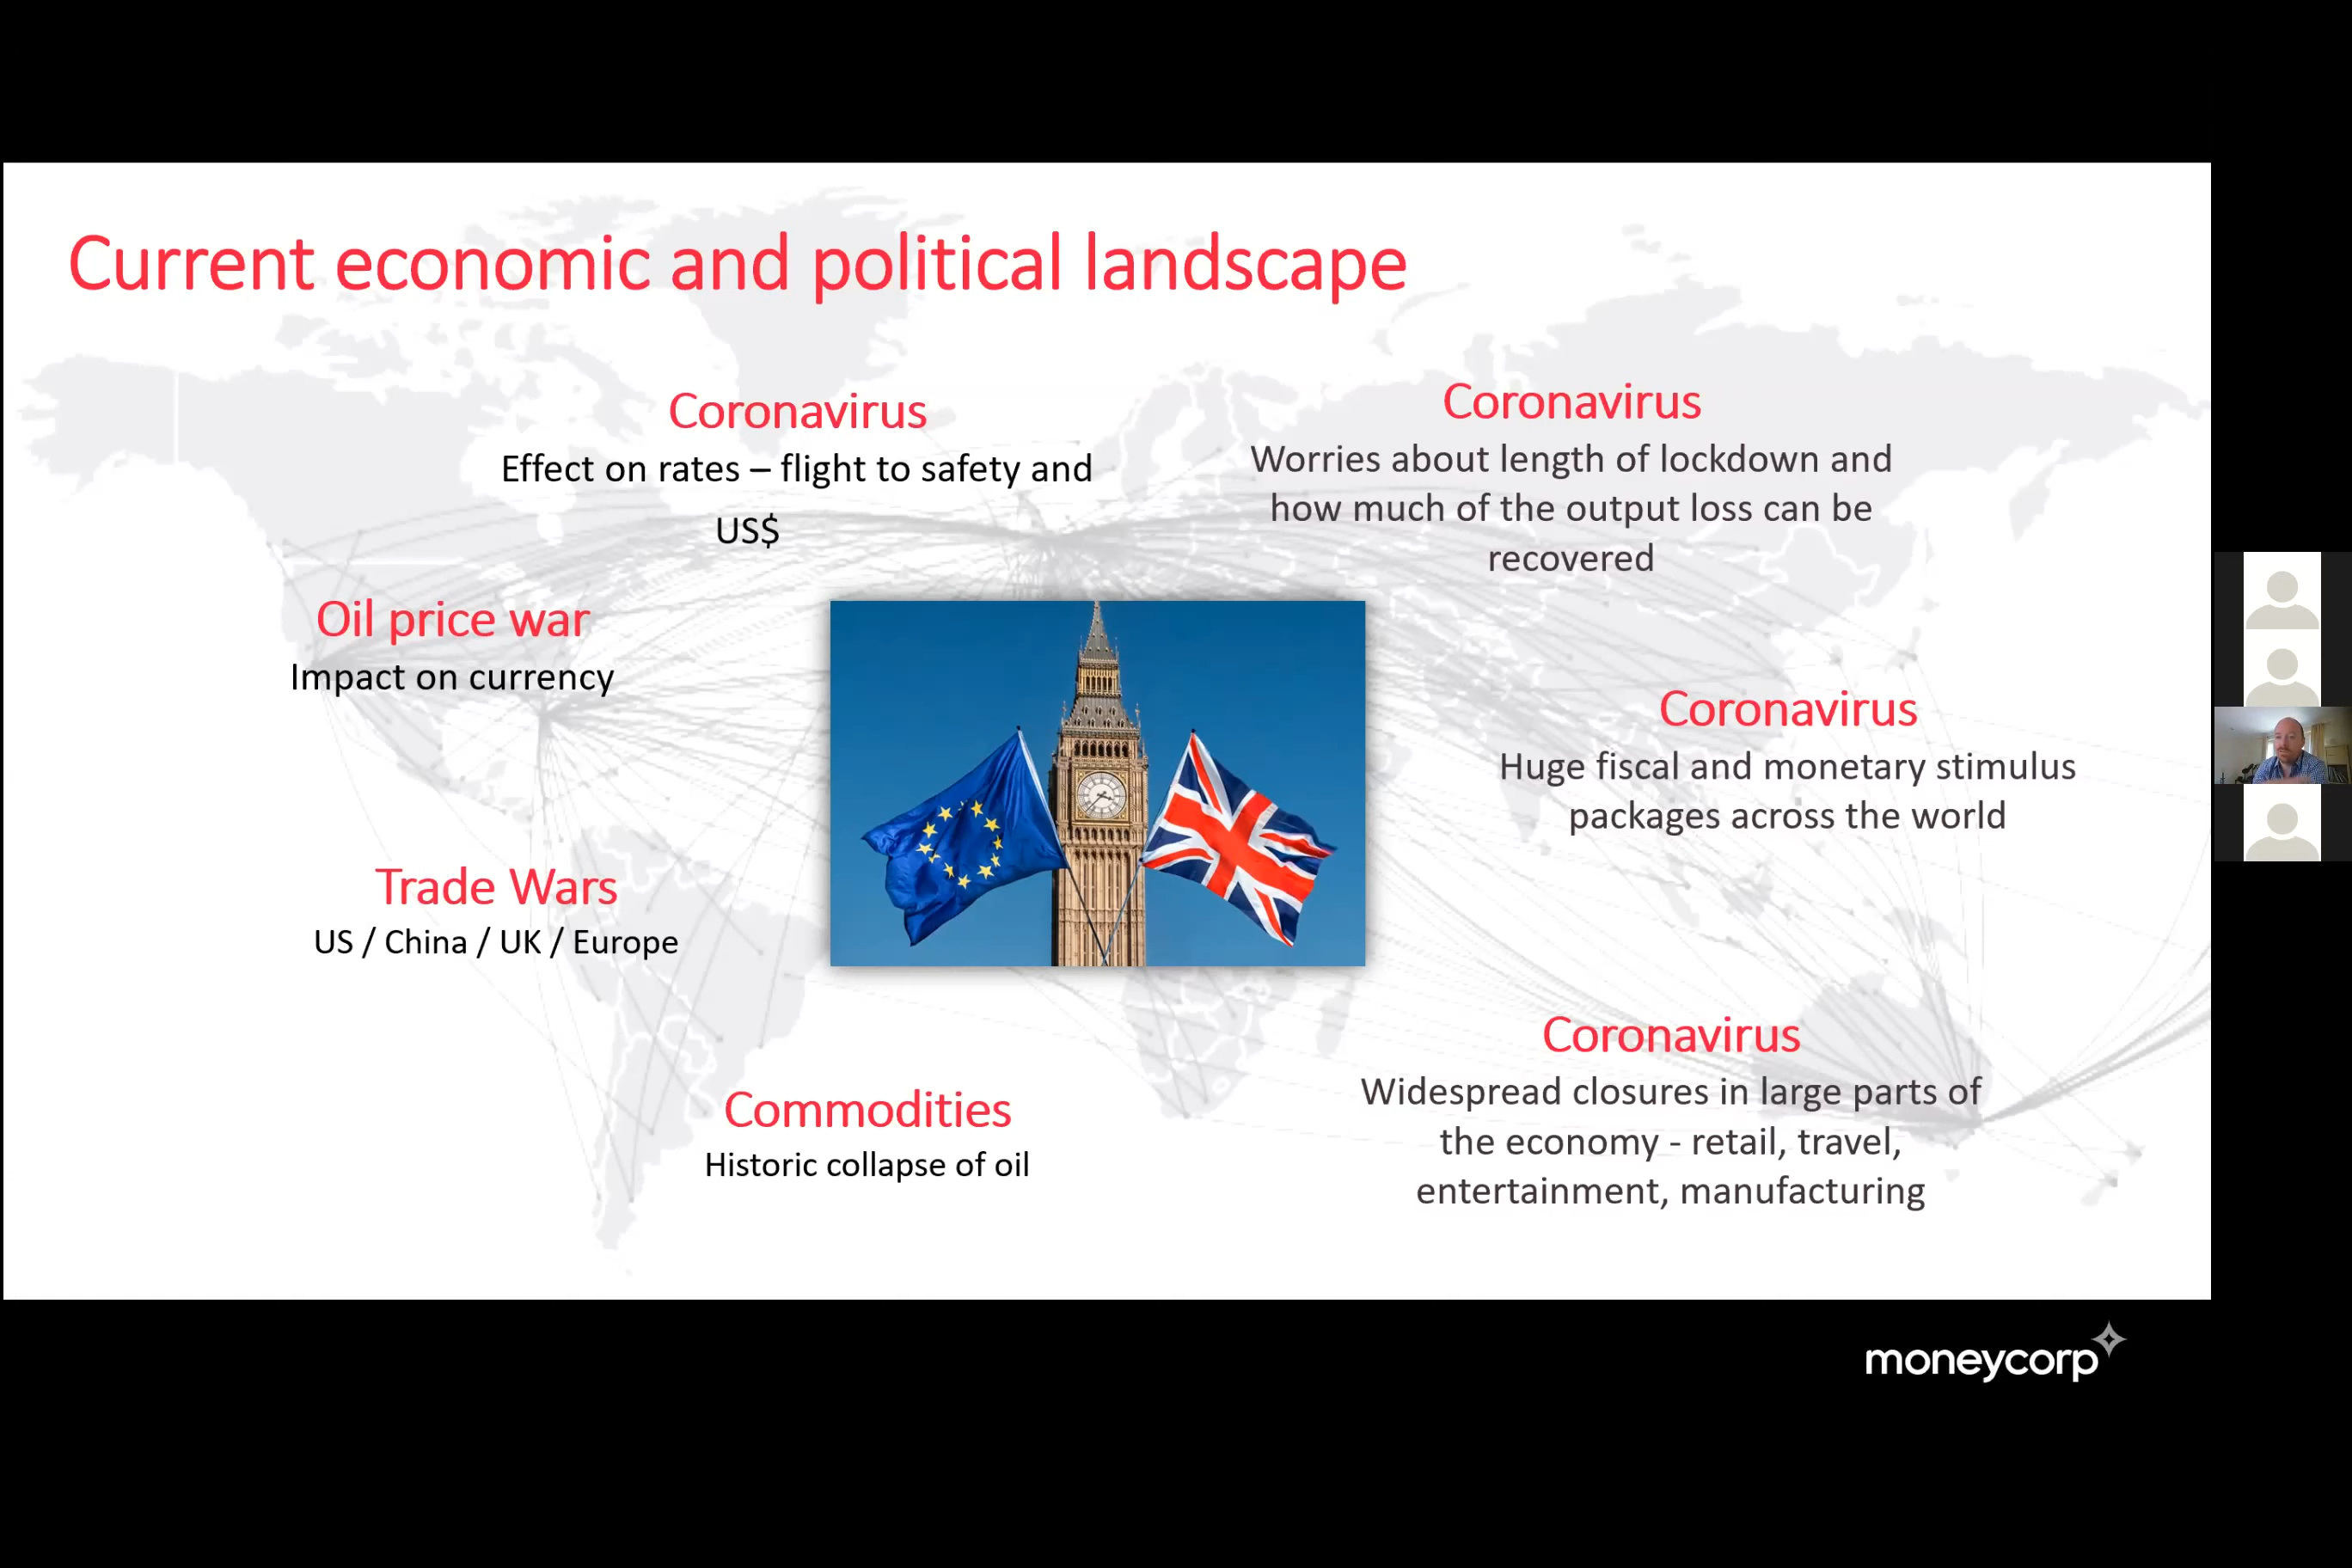 Current economic and political landscape
Coronavirus
Effect on rates – flight to safety and
US$
Coronavirus
Worries about length of lockdown and
how much of the output loss can be
recovered
Oil price war
Impact on currency
Coronavirus
Huge fiscal and monetary stimulus
packages across the world
Trade Wars
US / China / UK / Europe
Coronavirus
Widespread closures in large parts of
the economy - retail, travel,
entertainment, manufacturing
Commodities
Historic collapse of oil
moneycorp